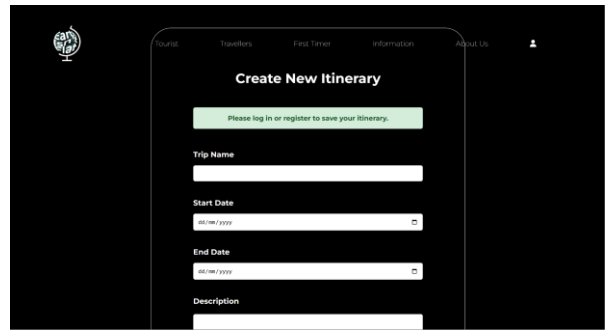 Tourist Travellers First Timer Information About Us
Create New Itinerary
Please log in or register to save your itinerary.
Trip Name
Start Date
dd/mm/yyyy
End Date
dd/mm/yyyy
Description